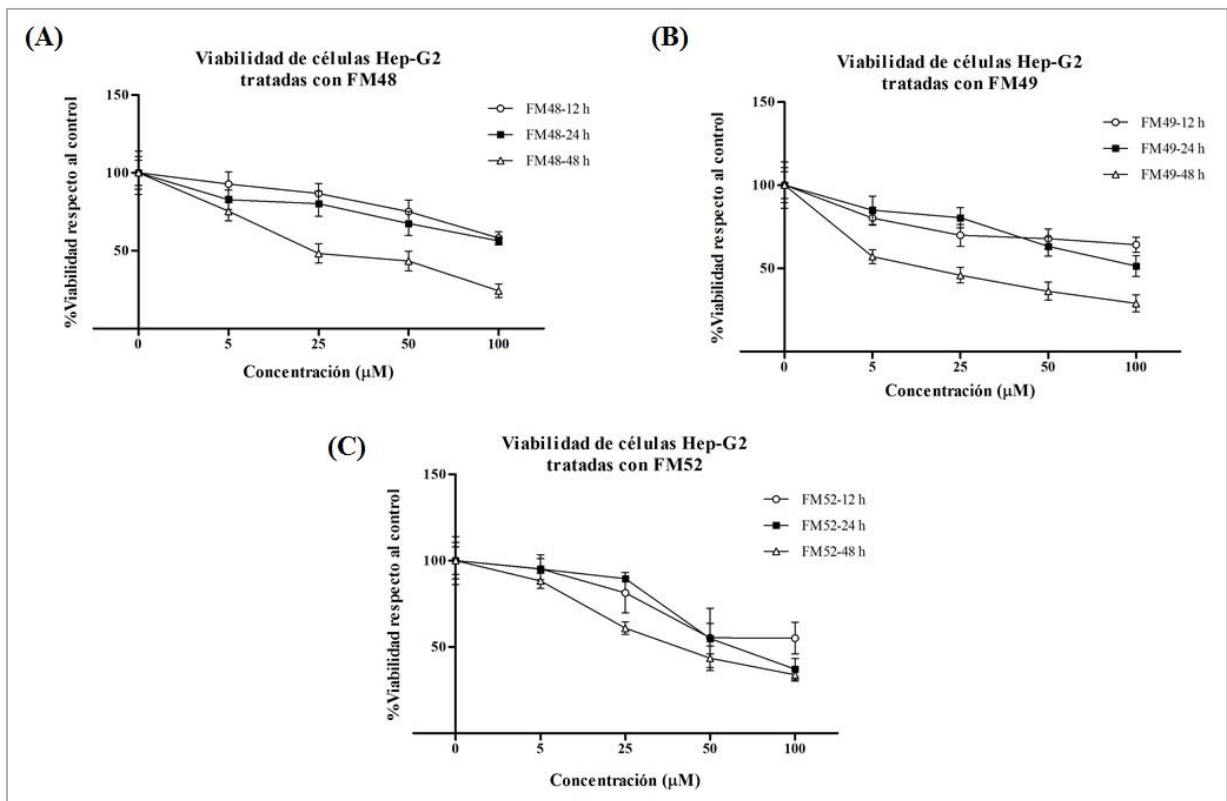 (A)
Viabilidad de células Hep-G2
tratadas con FM48
FM48-12 h
FM48-24 h
FM48-48 h
%Viabilidad respecto al control
150
100
50
0
5
25
50
100
Concentración (μM)
(B)
Viabilidad de células Hep-G2
tratadas con FM49
FM49-12 h
FM49-24 h
FM49-48 h
%Viabilidad respecto al control
150
100
50
0
5
25
50
100
Concentración (μM)
(C)
Viabilidad de células Hep-G2
tratadas con FM52
FM52-12 h
FM52-24 h
FM52-48 h
%Viabilidad respecto al control
150
100
50
0
5
25
50
100
Concentración (μM)